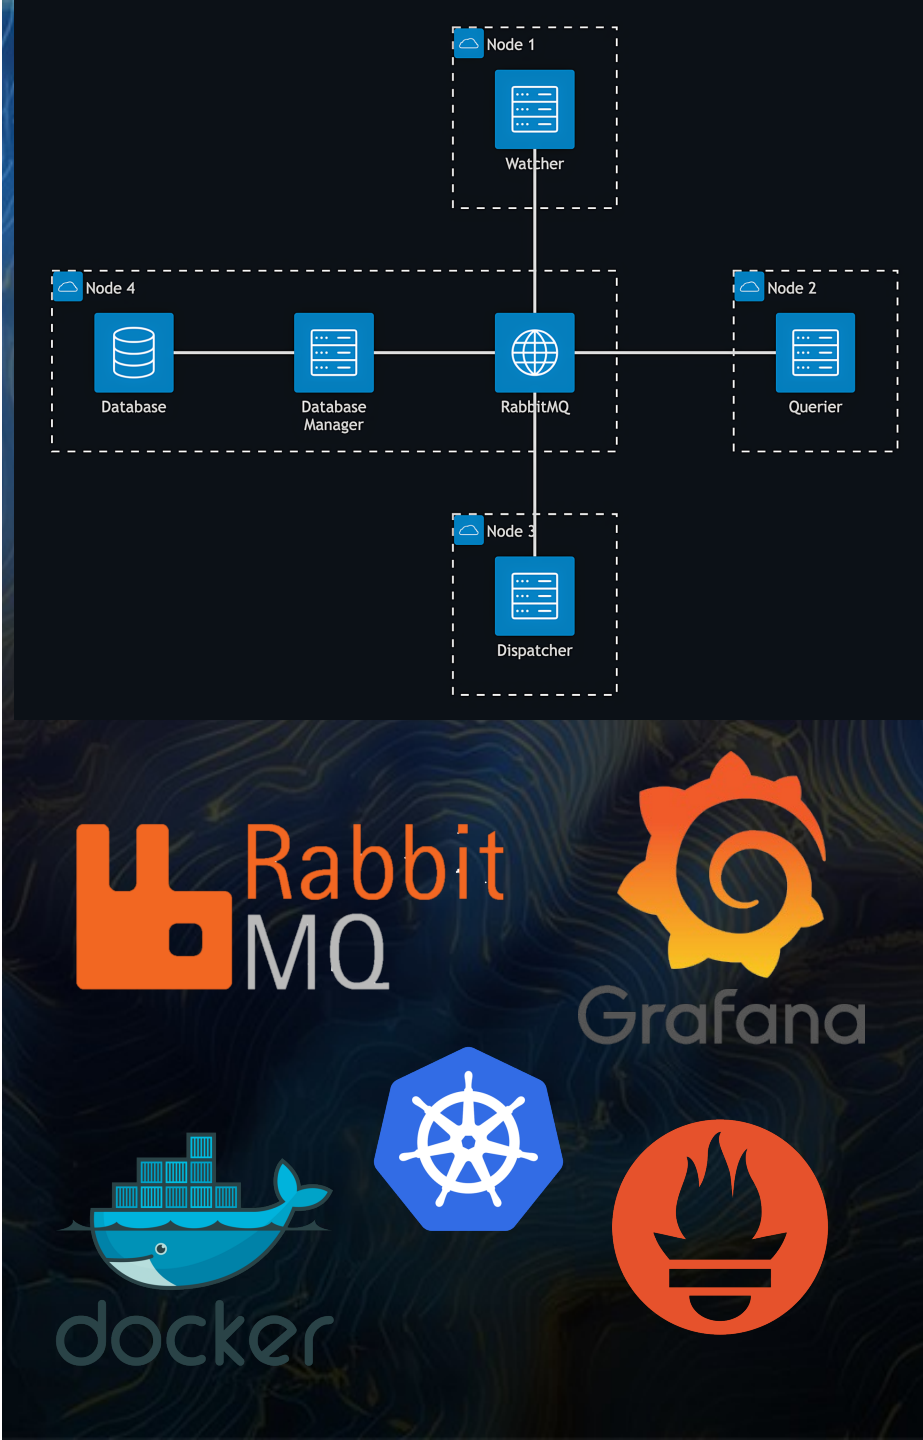 Node 1
Watcher
Node 4
Node 2
Database
Database
Manager
RabbitMQ
Querier
Node 3
Dispatcher
Rabbit
MQ
Grafana
docker